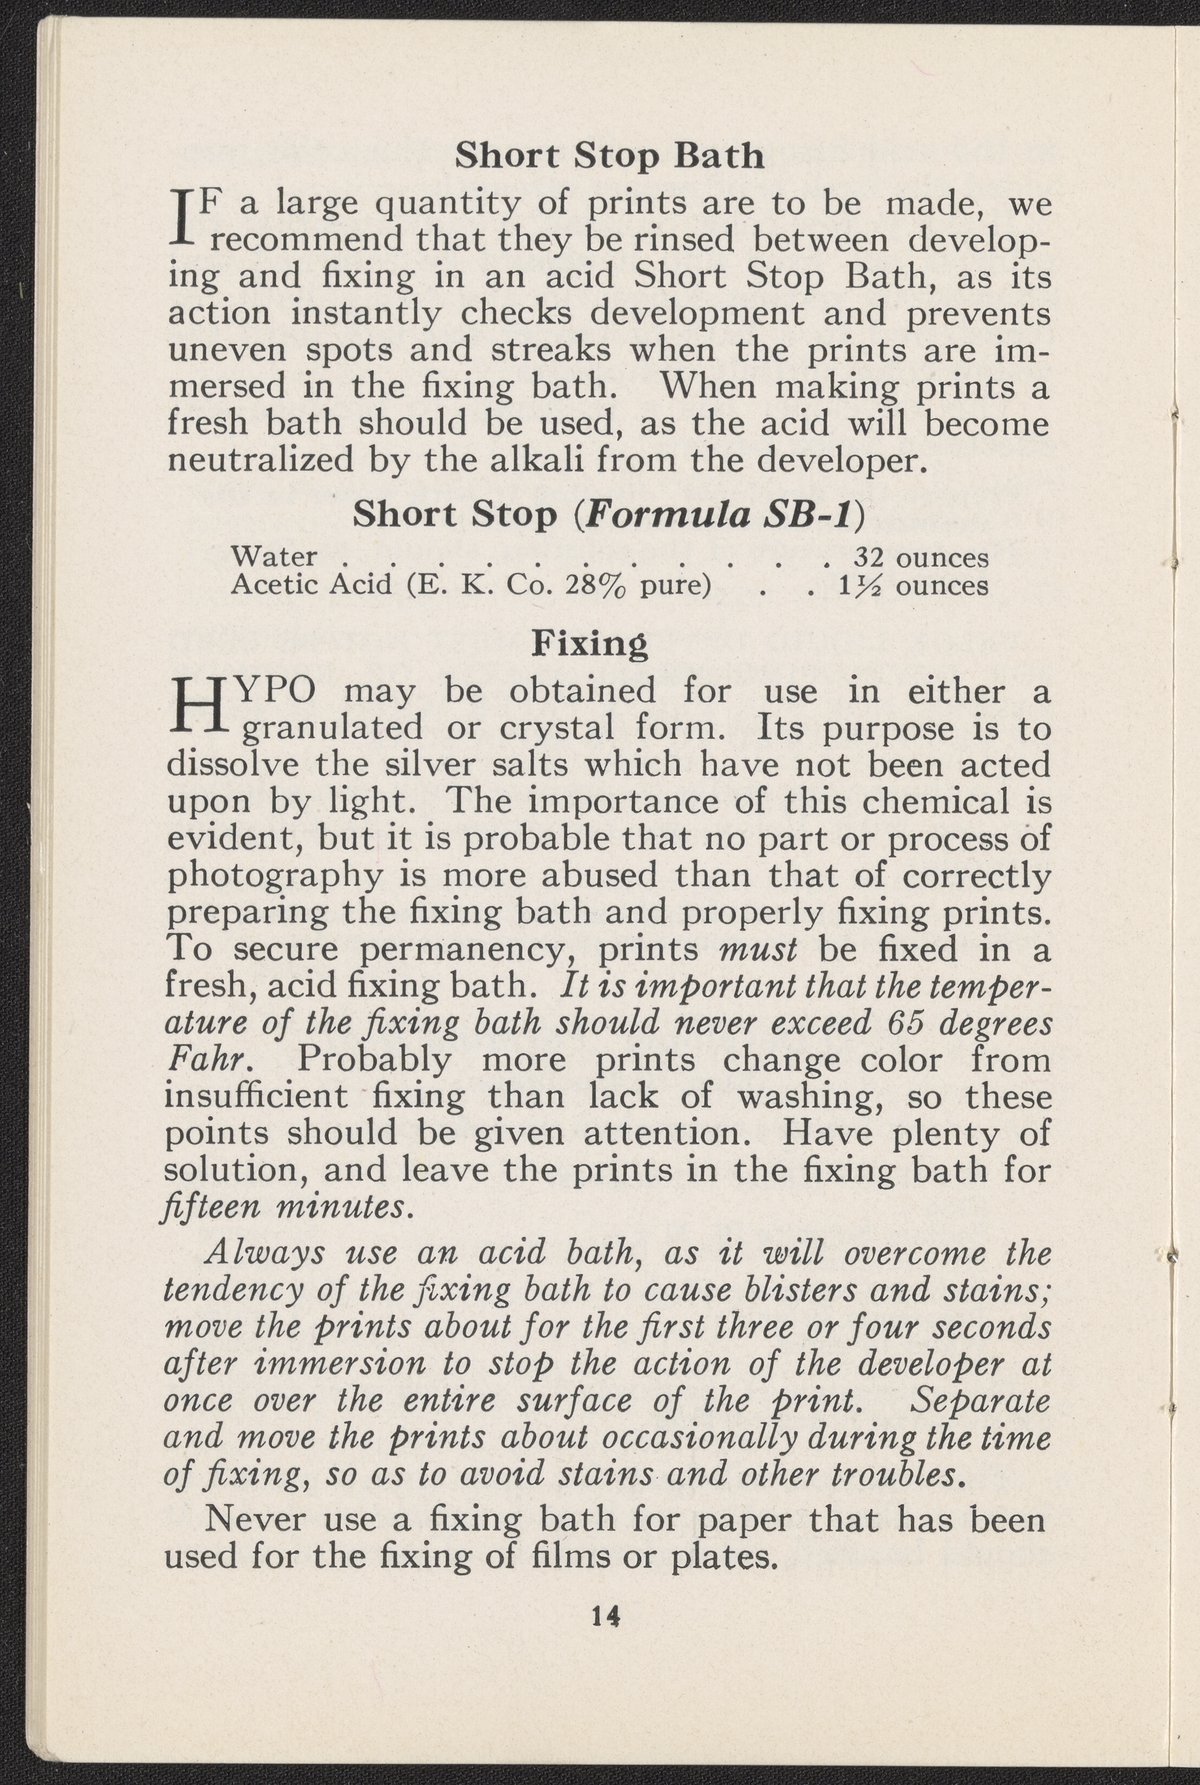 Short Stop Bath
IF a large quantity of prints are to be made, we
recommend that they be rinsed between develop-
ing and fixing in an acid Short Stop Bath, as its
action instantly checks development and prevents
uneven spots and streaks when the prints are im-
mersed in the fixing bath. When making prints a
fresh bath should be used, as the acid will become
neutralized by the alkali from the developer.
Short Stop (Formula SB-1)
Water . . . . . . . . . . . 32 ounces
Acetic Acid (E. K. Co. 28% pure) . . 1½ ounces
Fixing
HYPO may be obtained for use in either a
granulated or crystal form. Its purpose is to
dissolve the silver salts which have not been acted
upon by light. The importance of this chemical is
evident, but it is probable that no part or process of
photography is more abused than that of correctly
preparing the fixing bath and properly fixing prints.
To secure permanency, prints must be fixed in a
fresh, acid fixing bath. It is important that the temper-
ature of the fixing bath should never exceed 65 degrees
Fahr. Probably more prints change color from
insufficient fixing than lack of washing, so these
points should be given attention. Have plenty of
solution, and leave the prints in the fixing bath for
fifteen minutes.
Always use an acid bath, as it will overcome the
tendency of the fixing bath to cause blisters and stains;
move the prints about for the first three or four seconds
after immersion to stop the action of the developer at
once over the entire surface of the print. Separate
and move the prints about occasionally during the time
of fixing, so as to avoid stains and other troubles.
Never use a fixing bath for paper that has been
used for the fixing of films or plates.
14